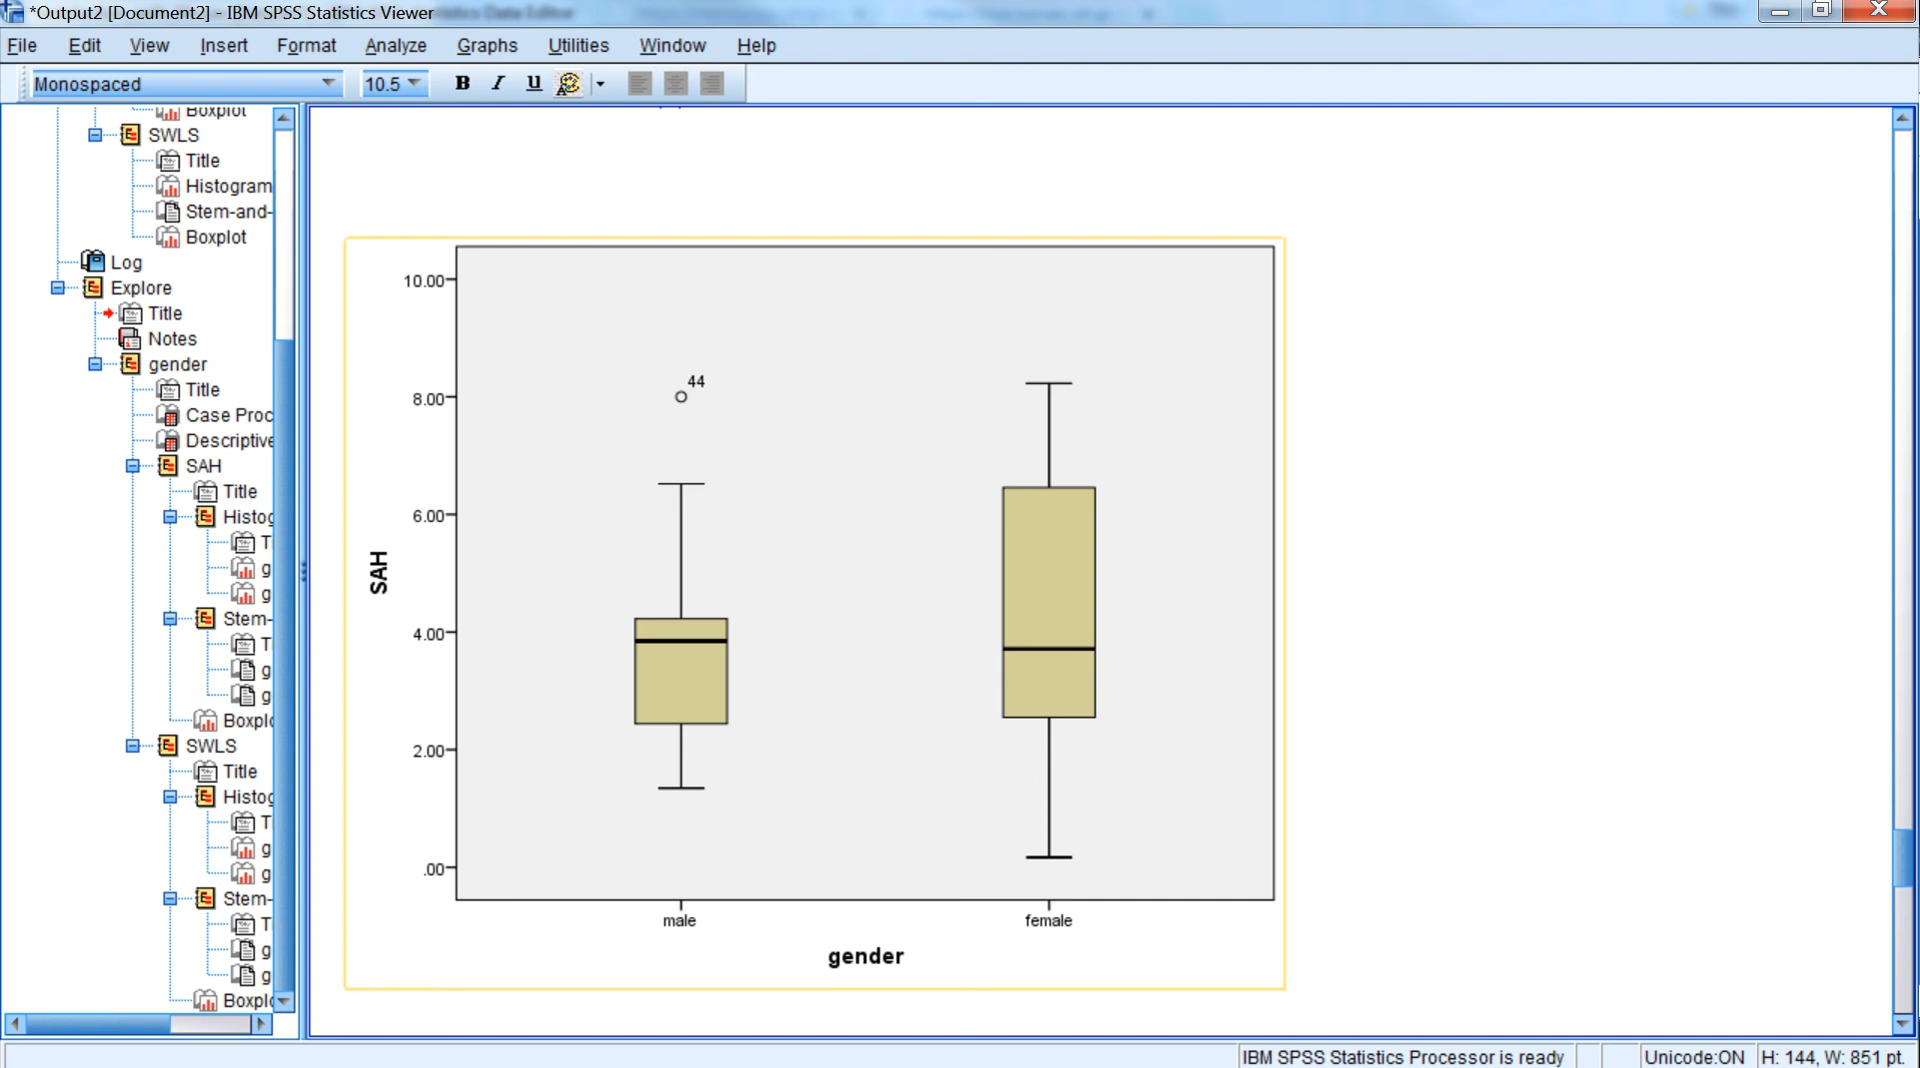 *Output2 [Document2] - IBM SPSS Statistics Viewer
File Edit View Insert Format Analyze Graphs Utilities Window Help
Monospaced 10.5 B I U A
Boxplot
SWLS
Title
Histogram
Stem-and-
Boxplot
Log
Explore
Title
Notes
gender
Title
Case Proc
Descriptive
SAH
Title
Histog
T
g
g
Stem-
T
g
g
Boxplo
SWLS
Title
Histog
T
g
g
Stem-
T
g
g
Boxplo
10.00
8.00
6.00
4.00
2.00
.00
SAH
44
male female
gender
IBM SPSS Statistics Processor is ready Unicode:ON H: 144, W: 851 pt.